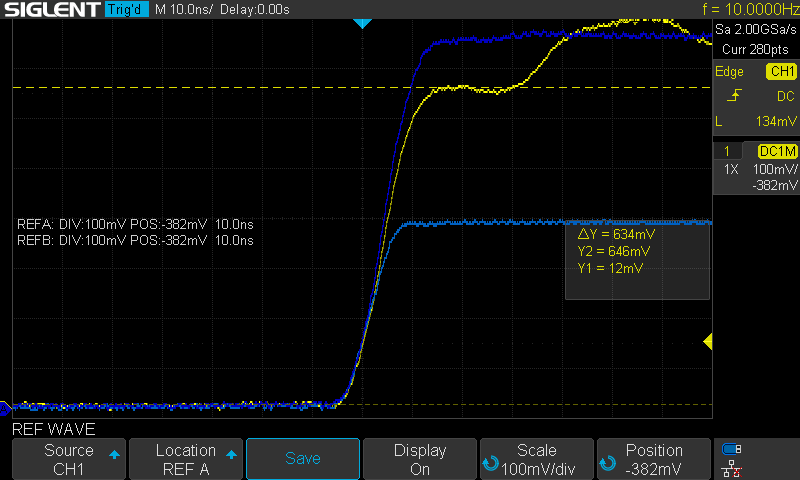 SIGLENT Trig'd M 10.0ns/ Delay:0.00s f = 10.0000Hz
Sa 2.00GSa/s
Curr 280pts
Edge CH1
DC
L 134mV
1 DC1M
1X 100mV/
-382mV
REFA: DIV:100mV POS:-382mV 10.0ns
REFB: DIV:100mV POS:-382mV 10.0ns
ΔY = 634mV
Y2 = 646mV
Y1 = 12mV
REF WAVE
Source
CH1
Location
REF A
Save
Display
On
Scale
100mV/div
Position
-382mV